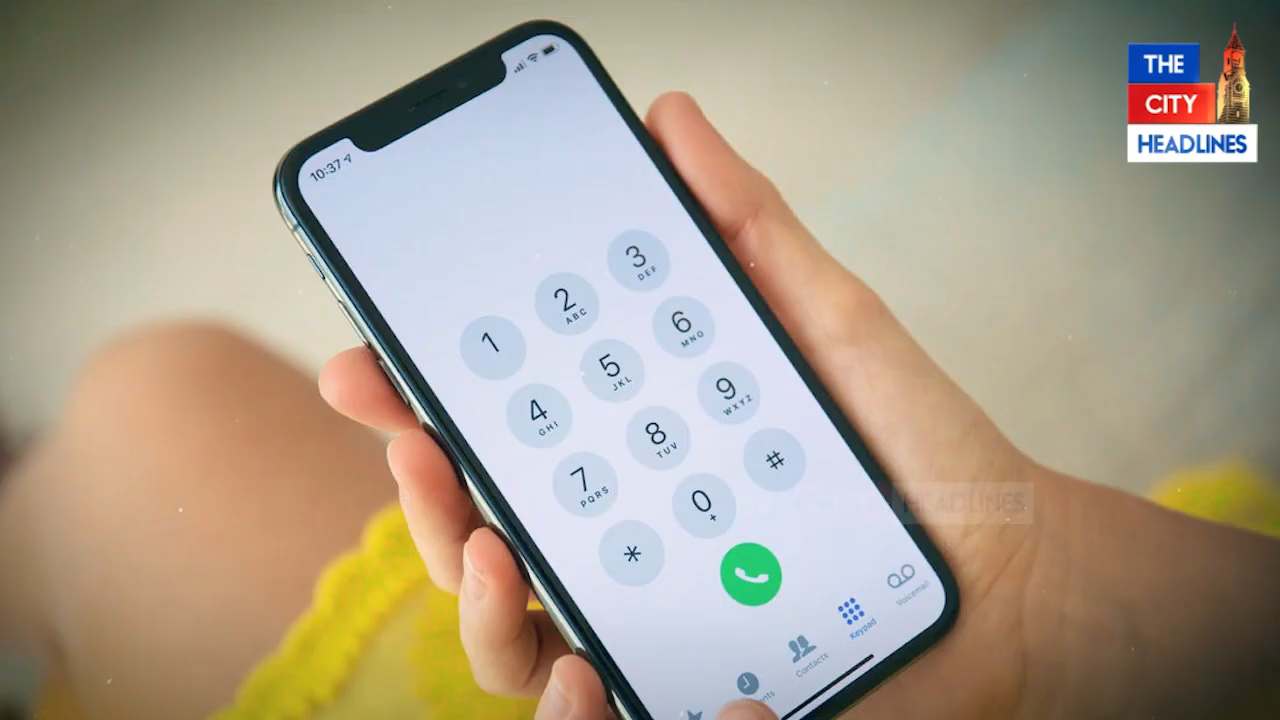 THE
CITY
HEADLINES
10:37
1
2
ABC
3
DEF
4
GHI
5
JKL
6
MNO
7
PQRS
8
TUV
9
WXYZ
*
0
+
#
Contacts
Keypad
Voicemail
HEADLINES